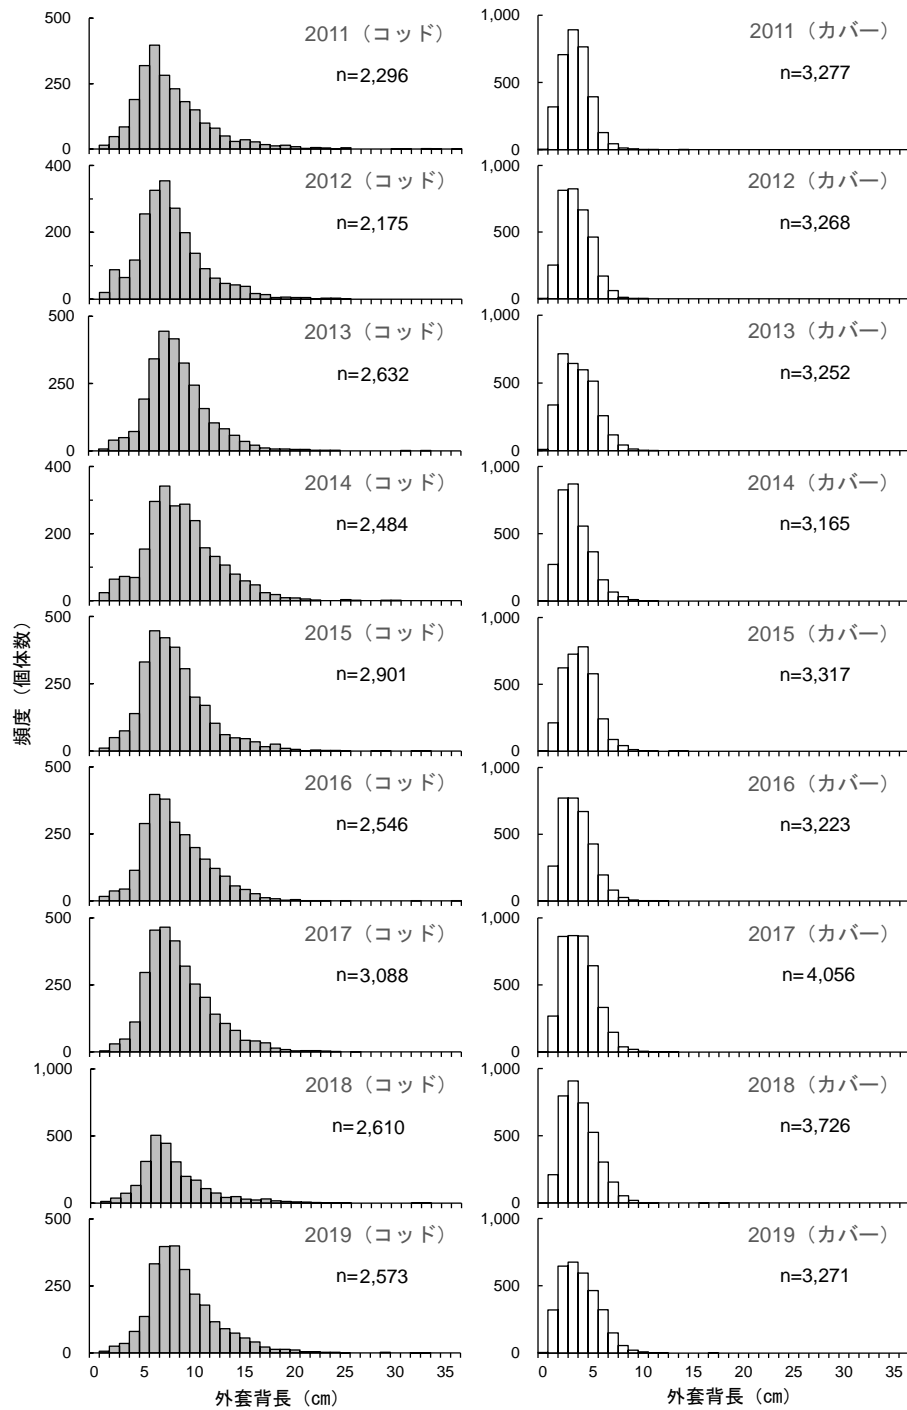 500
250
0
2011（コッド）
n=2,296
1,000
500
0
2011（カバー）
n=3,277
400
200
0
2012（コッド）
n=2,175
1,000
500
0
2012（カバー）
n=3,268
500
250
0
2013（コッド）
n=2,632
1,000
500
0
2013（カバー）
n=3,252
400
200
0
2014（コッド）
n=2,484
1,000
500
0
2014（カバー）
n=3,165
頻度（個体数）
500
250
0
2015（コッド）
n=2,901
1,000
500
0
2015（カバー）
n=3,317
500
250
0
2016（コッド）
n=2,546
1,000
500
0
2016（カバー）
n=3,223
500
250
0
2017（コッド）
n=3,088
1,000
500
0
2017（カバー）
n= 4,056
1,000
500
0
2018（コッド）
n=2,610
1,000
500
0
2018（カバー）
n=3,726
500
250
0
2019（コッド）
n=2,573
1,000
500
0
2019（カバー）
n=3,271
0 5 10 15 20 25 30 35
外套背長（cm）
0 5 10 15 20 25 30 35
外套背長（cm）